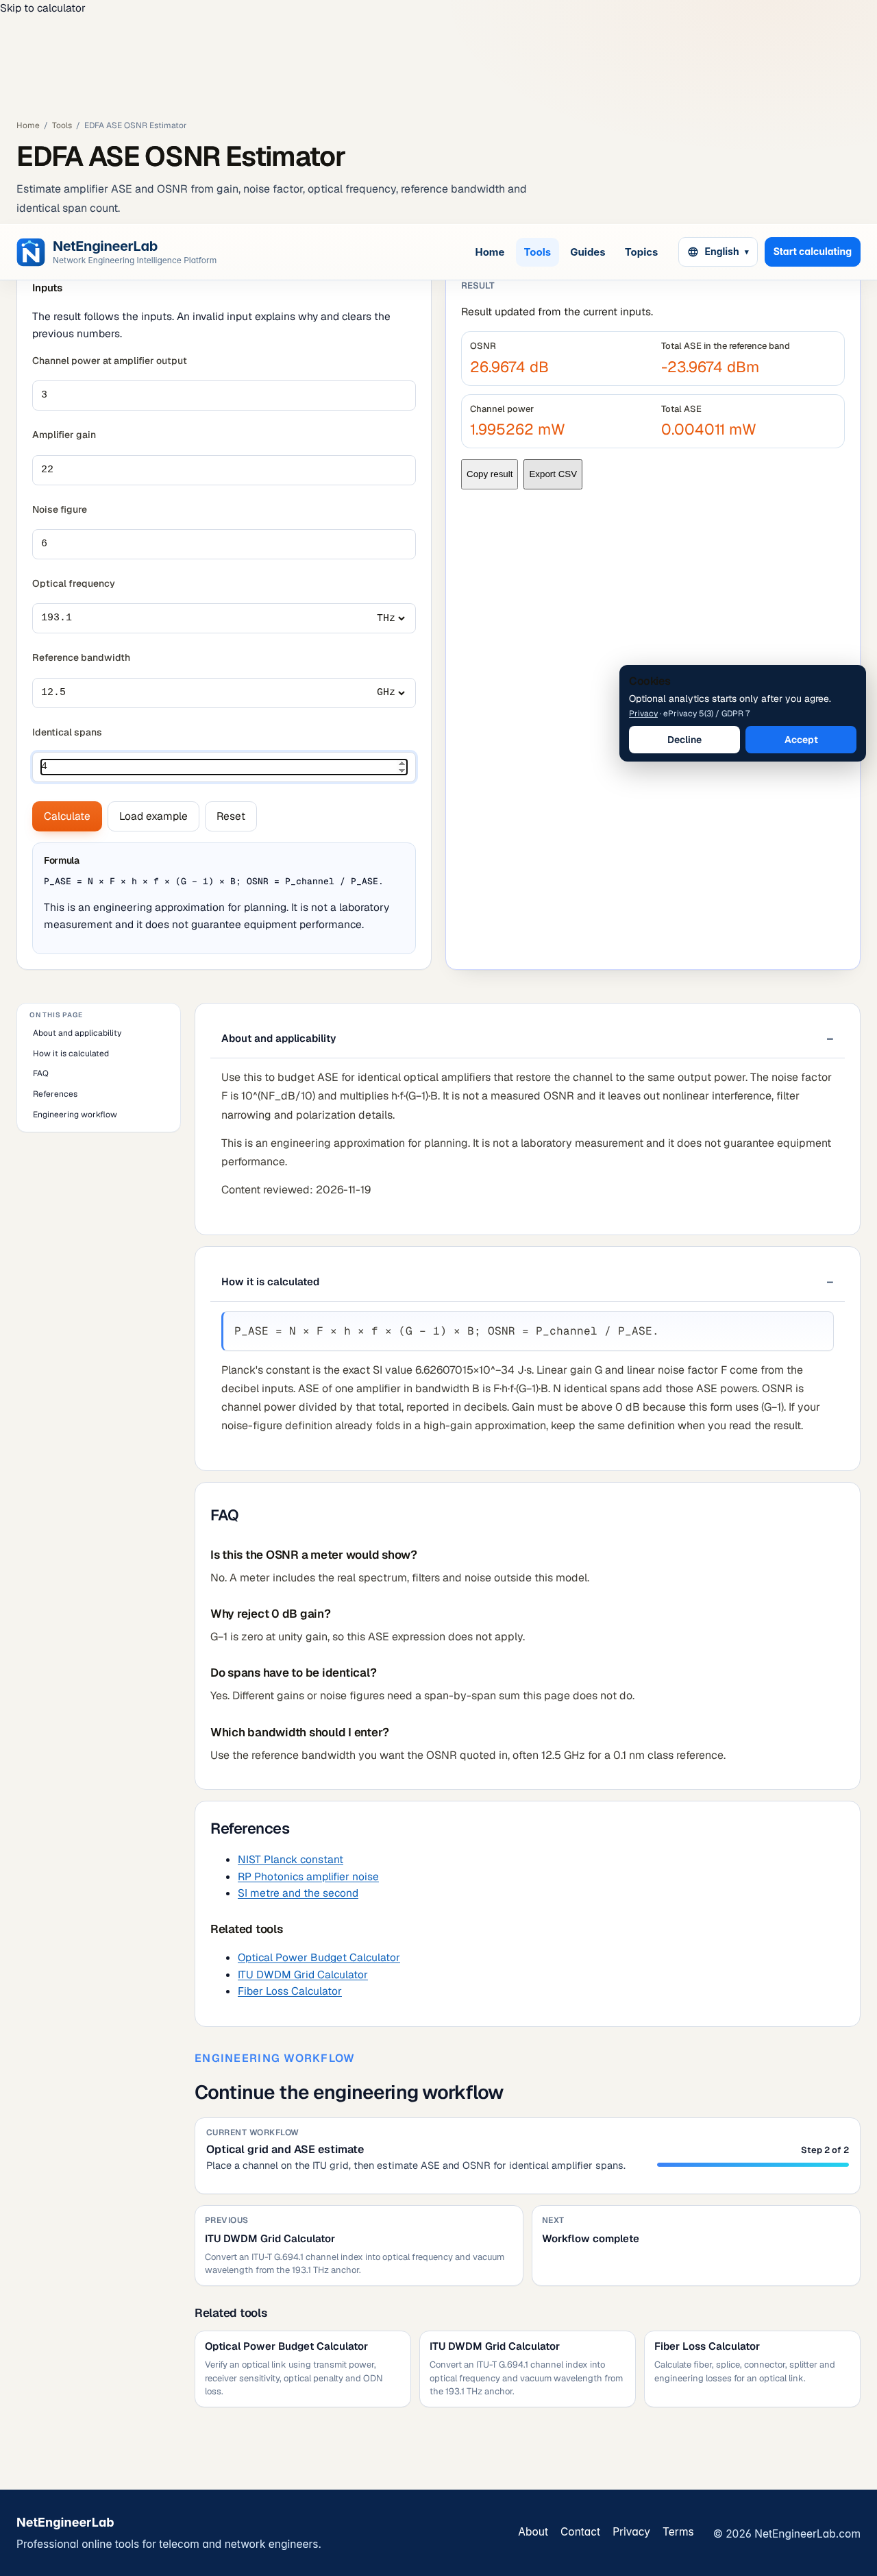 Skip to calculator
Home / Tools / EDFA ASE OSNR Estimator
EDFA ASE OSNR Estimator
Estimate amplifier ASE and OSNR from gain, noise factor, optical frequency, reference bandwidth and
identical span count.
NetEngineerLab
Network Engineering Intelligence Platform
Home
Tools
Guides
Topics
English ▾
Start calculating
Inputs
The result follows the inputs. An invalid input explains why and clears the
previous numbers.
Channel power at amplifier output
3
Amplifier gain
22
Noise figure
6
Optical frequency
193.1 THz
Reference bandwidth
12.5 GHz
Identical spans
4
Calculate
Load example
Reset
Formula
P_ASE = N × F × h × f × (G − 1) × B; OSNR = P_channel / P_ASE.
This is an engineering approximation for planning. It is not a laboratory
measurement and it does not guarantee equipment performance.
RESULT
Result updated from the current inputs.
OSNR
26.9674 dB
Total ASE in the reference band
-23.9674 dBm
Channel power
1.995262 mW
Total ASE
0.004011 mW
Copy result
Export CSV
Cookies
Optional analytics starts only after you agree.
Privacy · ePrivacy 5(3) / GDPR 7
Decline
Accept
ON THIS PAGE
About and applicability
How it is calculated
FAQ
References
Engineering workflow
About and applicability −
Use this to budget ASE for identical optical amplifiers that restore the channel to the same output power. The noise factor
F is 10^(NF_dB/10) and multiplies h·f·(G−1)·B. It is not a measured OSNR and it leaves out nonlinear interference, filter
narrowing and polarization details.
This is an engineering approximation for planning. It is not a laboratory measurement and it does not guarantee equipment
performance.
Content reviewed: 2026-11-19
How it is calculated −
P_ASE = N × F × h × f × (G − 1) × B; OSNR = P_channel / P_ASE.
Planck's constant is the exact SI value 6.62607015×10^−34 J·s. Linear gain G and linear noise factor F come from the
decibel inputs. ASE of one amplifier in bandwidth B is F·h·f·(G−1)·B. N identical spans add those ASE powers. OSNR is
channel power divided by that total, reported in decibels. Gain must be above 0 dB because this form uses (G−1). If your
noise-figure definition already folds in a high-gain approximation, keep the same definition when you read the result.
FAQ
Is this the OSNR a meter would show?
No. A meter includes the real spectrum, filters and noise outside this model.
Why reject 0 dB gain?
G−1 is zero at unity gain, so this ASE expression does not apply.
Do spans have to be identical?
Yes. Different gains or noise figures need a span-by-span sum this page does not do.
Which bandwidth should I enter?
Use the reference bandwidth you want the OSNR quoted in, often 12.5 GHz for a 0.1 nm class reference.
References
• NIST Planck constant
• RP Photonics amplifier noise
• SI metre and the second
Related tools
• Optical Power Budget Calculator
• ITU DWDM Grid Calculator
• Fiber Loss Calculator
ENGINEERING WORKFLOW
Continue the engineering workflow
CURRENT WORKFLOW
Optical grid and ASE estimate
Place a channel on the ITU grid, then estimate ASE and OSNR for identical amplifier spans.
Step 2 of 2
PREVIOUS
ITU DWDM Grid Calculator
Convert an ITU-T G.694.1 channel index into optical frequency and vacuum
wavelength from the 193.1 THz anchor.
NEXT
Workflow complete
Related tools
Optical Power Budget Calculator
Verify an optical link using transmit power,
receiver sensitivity, optical penalty and ODN
loss.
ITU DWDM Grid Calculator
Convert an ITU-T G.694.1 channel index into
optical frequency and vacuum wavelength from
the 193.1 THz anchor.
Fiber Loss Calculator
Calculate fiber, splice, connector, splitter and
engineering losses for an optical link.
NetEngineerLab
Professional online tools for telecom and network engineers.
About
Contact
Privacy
Terms
© 2026 NetEngineerLab.com